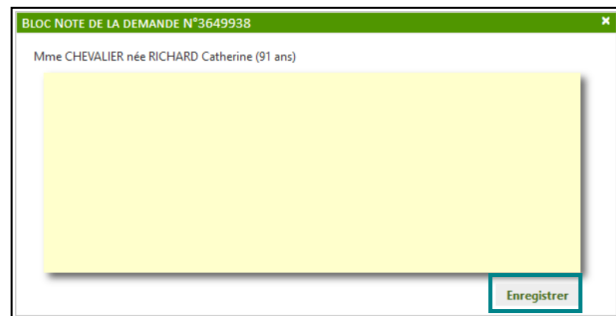 BLOC NOTE DE LA DEMANDE N°3649938
Mme CHEVALIER née RICHARD Catherine (91 ans)
Enregistrer